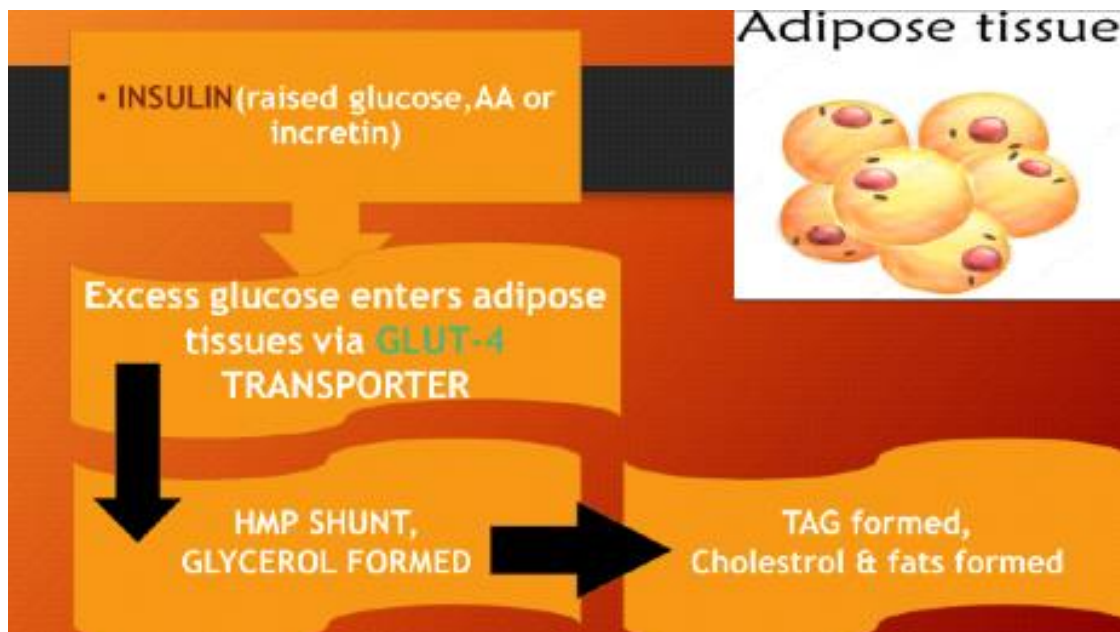 Adipose tissue
• INSULIN(raised glucose,AA or
incretin)
Excess glucose enters adipose
tissues via GLUT-4
TRANSPORTER
HMP SHUNT,
GLYCEROL FORMED
TAG formed,
Cholestrol & fats formed